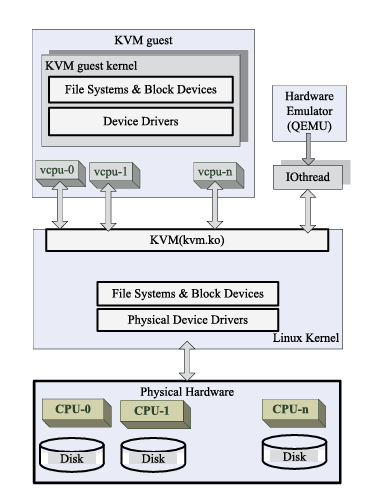 KVM guest
KVM guest kernel
File Systems & Block Devices
Device Drivers
vcpu-0
vcpu-1
vcpu-n
Hardware
Emulator
(QEMU)
IOthread
KVM(kvm.ko)
File Systems & Block Devices
Physical Device Drivers
Linux Kernel
Physical Hardware
CPU-0
CPU-1
CPU-n
Disk
Disk
Disk